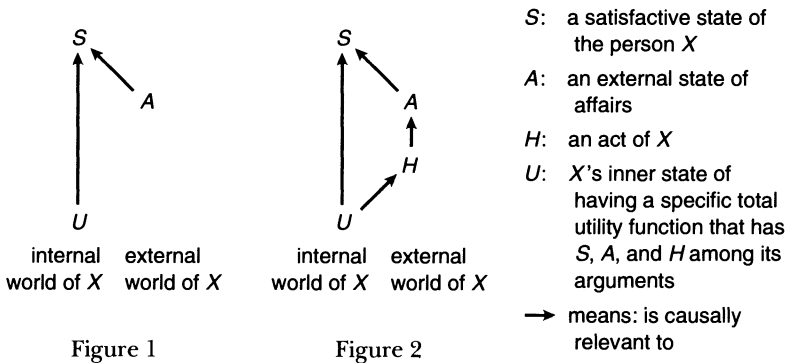 S
A
U
internal external
world of X world of X
Figure 1
S
A
H
U
internal external
world of X world of X
Figure 2
S: a satisfactive state of
the person X
A: an external state of
affairs
H: an act of X
U: X's inner state of
having a specific total
utility function that has
S, A, and H among its
arguments
→ means: is causally
relevant to